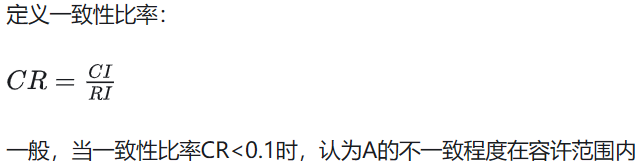 定义一致性比率：
CR = \frac{CI}{RI}
一般，当一致性比率CR<0.1时，认为A的不一致程度在容许范围内